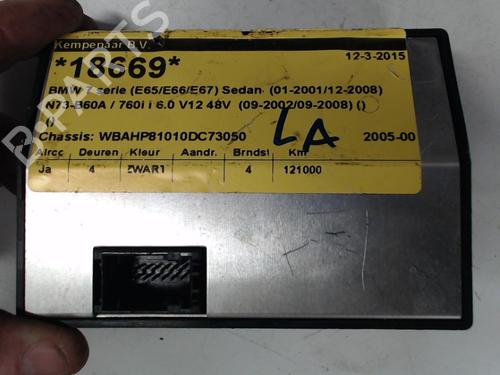 Kempenaar B.V.
*18669*
12-3-2015
BMW 7 serie (E65/E66/E67) Sedan (01-2001/12-2008)
N73-B60A / 760i i 6.0 V12 48V (09-2002/09-2008) ()
()
Chassis: WBAHP81010DC73050
LA
2005-00
Airco Deuren Kleur Aandr. Brndst Km
Ja 4 ZWART 4 121000
B-PARTS